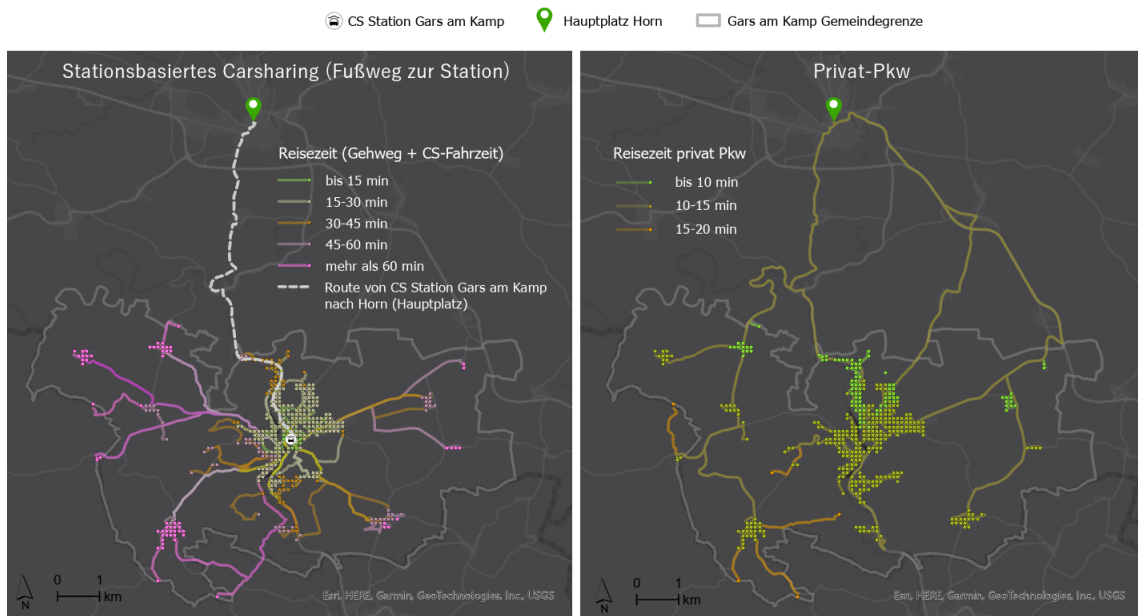 CS Station Gars am Kamp
Hauptplatz Horn
Gars am Kamp Gemeindegrenze
Stationsbasiertes Carsharing (Fußweg zur Station)
Reisezeit (Gehweg + CS-Fahrzeit)
bis 15 min
15-30 min
30-45 min
45-60 min
mehr als 60 min
Route von CS Station Gars am Kamp
nach Horn (Hauptplatz)
N
0 1
km
Esri, HERE, Garmin, GeoTechnologies, Inc., USGS
Privat-Pkw
Reisezeit privat Pkw
bis 10 min
10-15 min
15-20 min
N
0 1
km
Esri, HERE, Garmin, GeoTechnologies, Inc., USGS